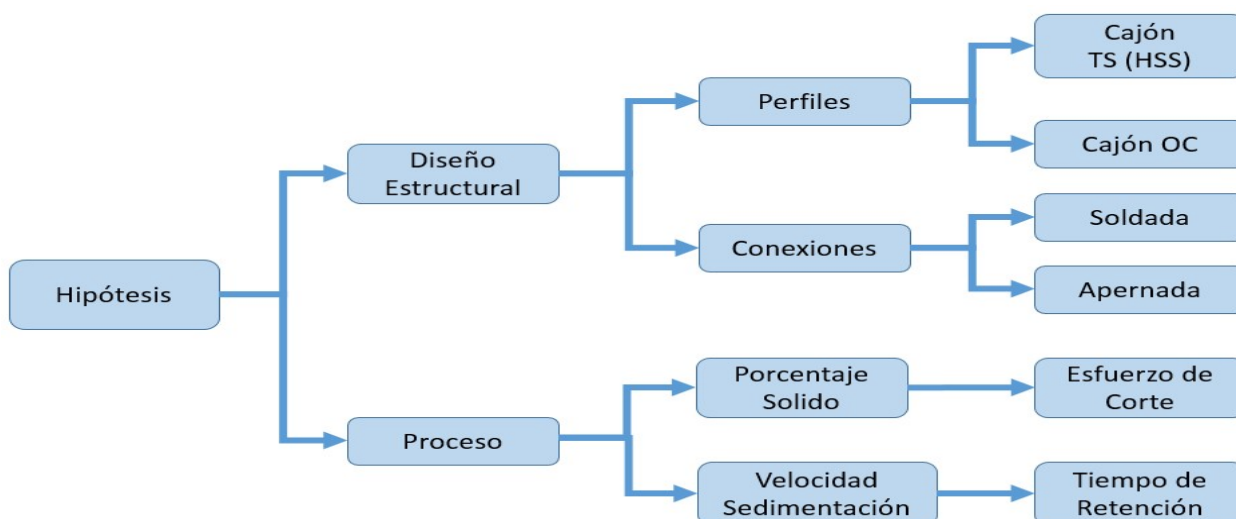 Cajón
TS (HSS)
Perfiles
Cajón OC
Diseño
Estructural
Soldada
Conexiones
Hipótesis
Apernada
Porcentaje
Solido
Esfuerzo de
Corte
Proceso
Velocidad
Sedimentación
Tiempo de
Retención